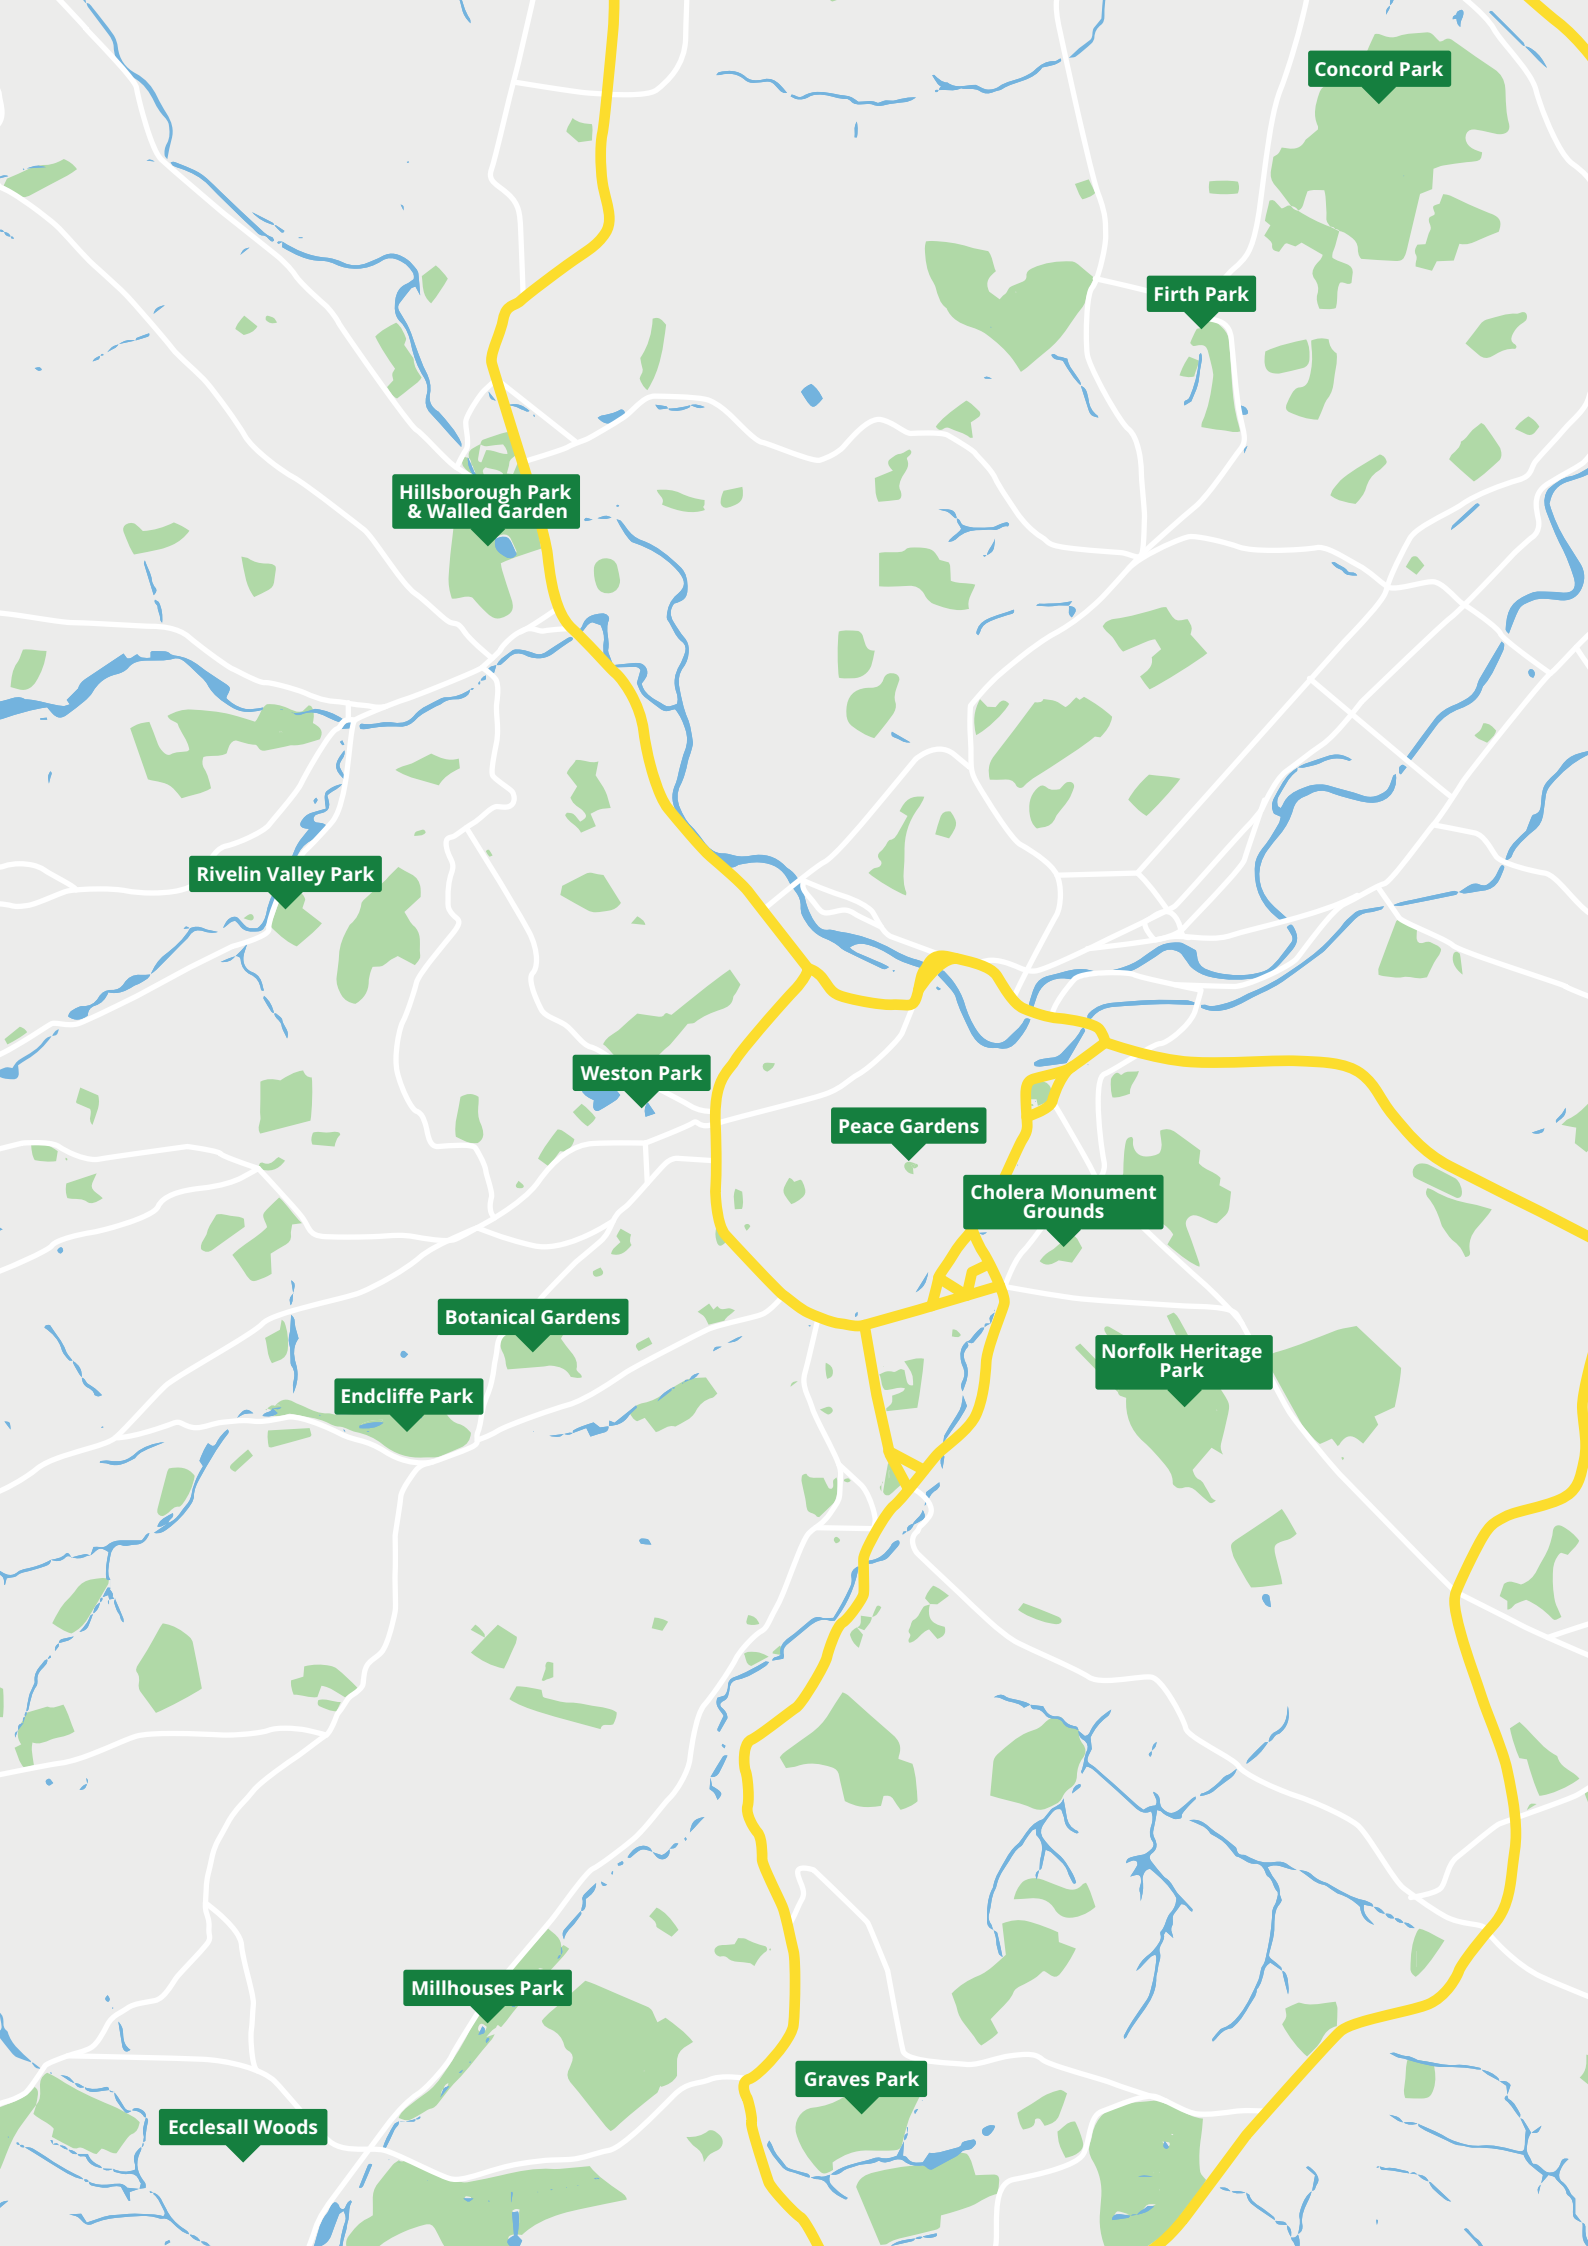 Concord Park
Firth Park
Hillsborough Park
& Walled Garden
Rivelin Valley Park
Weston Park
Peace Gardens
Cholera Monument
Grounds
Botanical Gardens
Norfolk Heritage
Park
Endcliffe Park
Millhouses Park
Graves Park
Ecclesall Woods